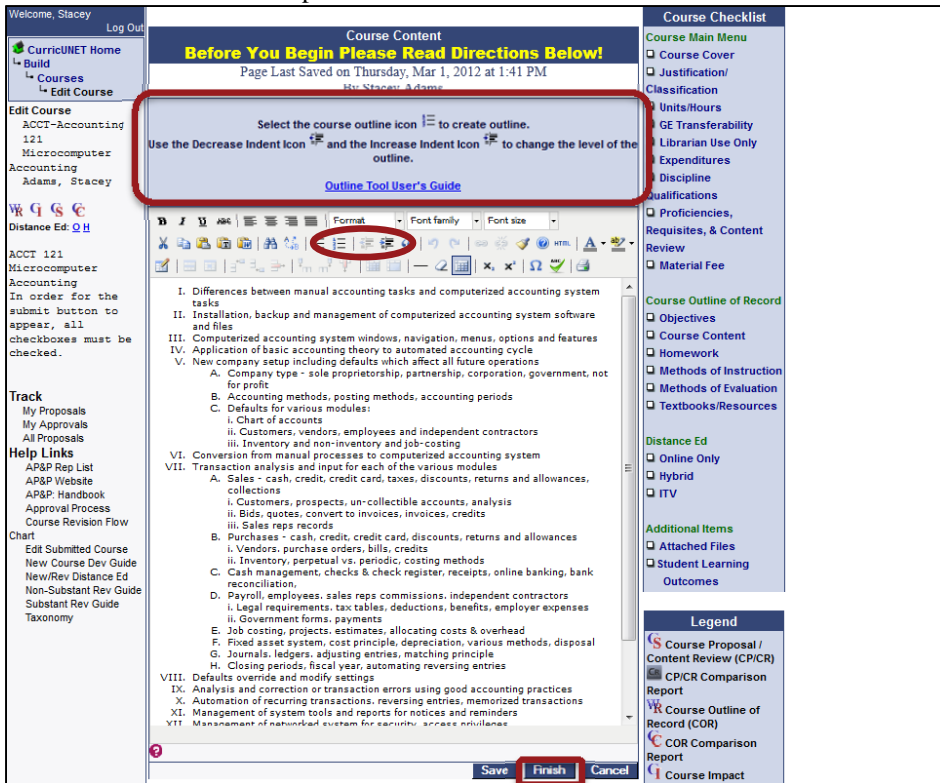 Welcome, Stacey
Log Out
CurricUNET Home
Build
Courses
Edit Course
Edit Course
ACCT-Accounting
121
Microcomputer
Accounting
Adams, Stacey
WR CI CS CC
Distance Ed: O H
ACCT 121
Microcomputer
Accounting
In order for the
submit button to
appear, all
checkboxes must be
checked.
Track
My Proposals
My Approvals
All Proposals
Help Links
AP&P Rep List
AP&P Website
AP&P: Handbook
Approval Process
Course Revision Flow
Chart
Edit Submitted Course
New Course Dev Guide
New/Rev Distance Ed
Non-Substant Rev Guide
Substant Rev Guide
Taxonomy
Course Content
Before You Begin Please Read Directions Below!
Page Last Saved on Thursday, Mar 1, 2012 at 1:41 PM
By Stacey Adams
Select the course outline icon to create outline.
Use the Decrease Indent Icon and the Increase Indent Icon to change the level of the
outline.
Outline Tool User's Guide
B I U ABC Format Font family Font size
HTML A ab
x, x² Ω
I. Differences between manual accounting tasks and computerized accounting system
tasks
II. Installation, backup and management of computerized accounting system software
and files
III. Computerized accounting system windows, navigation, menus, options and features
IV. Application of basic accounting theory to automated accounting cycle
V. New company setup including defaults which affect all future operations
A. Company type - sole proprietorship, partnership, corporation, government, not
for profit
B. Accounting methods, posting methods, accounting periods
C. Defaults for various modules:
i. Chart of accounts
ii. Customers, vendors, employees and independent contractors
iii. Inventory and non-inventory and job-costing
VI. Conversion from manual processes to computerized accounting system
VII. Transaction analysis and input for each of the various modules
A. Sales - cash, credit, credit card, taxes, discounts, returns and allowances,
collections
i. Customers, prospects, un-collectible accounts, analysis
ii. Bids, quotes, convert to invoices, invoices, credits
iii. Sales reps records
B. Purchases - cash, credit, credit card, discounts, returns and allowances
i. Vendors. purchase orders, bills, credits
ii. Inventory, perpetual vs. periodic, costing methods
C. Cash management, checks & check register, receipts, online banking, bank
reconciliation,
D. Payroll, employees. sales reps commissions. independent contractors
i. Legal requirements. tax tables, deductions, benefits, employer expenses
ii. Government forms. payments
E. Job costing, projects. estimates, allocating costs & overhead
F. Fixed asset system, cost principle, depreciation, various methods, disposal
G. Journals. ledgers. adjusting entries, matching principle
H. Closing periods, fiscal year, automating reversing entries
VIII. Defaults override and modify settings
IX. Analysis and correction or transaction errors using good accounting practices
X. Automation of recurring transactions. reversing entries, memorized transactions
XI. Management of system tools and reports for notices and reminders
XII. Management of networked system for security, access privileges
Save Finish Cancel
Course Checklist
Course Main Menu
Course Cover
Justification/
Classification
Units/Hours
GE Transferability
Librarian Use Only
Expenditures
Discipline
Qualifications
Proficiencies,
Requisites, & Content
Review
Material Fee
Course Outline of Record
Objectives
Course Content
Homework
Methods of Instruction
Methods of Evaluation
Textbooks/Resources
Distance Ed
Online Only
Hybrid
ITV
Additional Items
Attached Files
Student Learning
Outcomes
Legend
CS Course Proposal /
Content Review (CP/CR)
CP/CR Comparison
Report
WR Course Outline of
Record (COR)
CC COR Comparison
Report
CI Course Impact